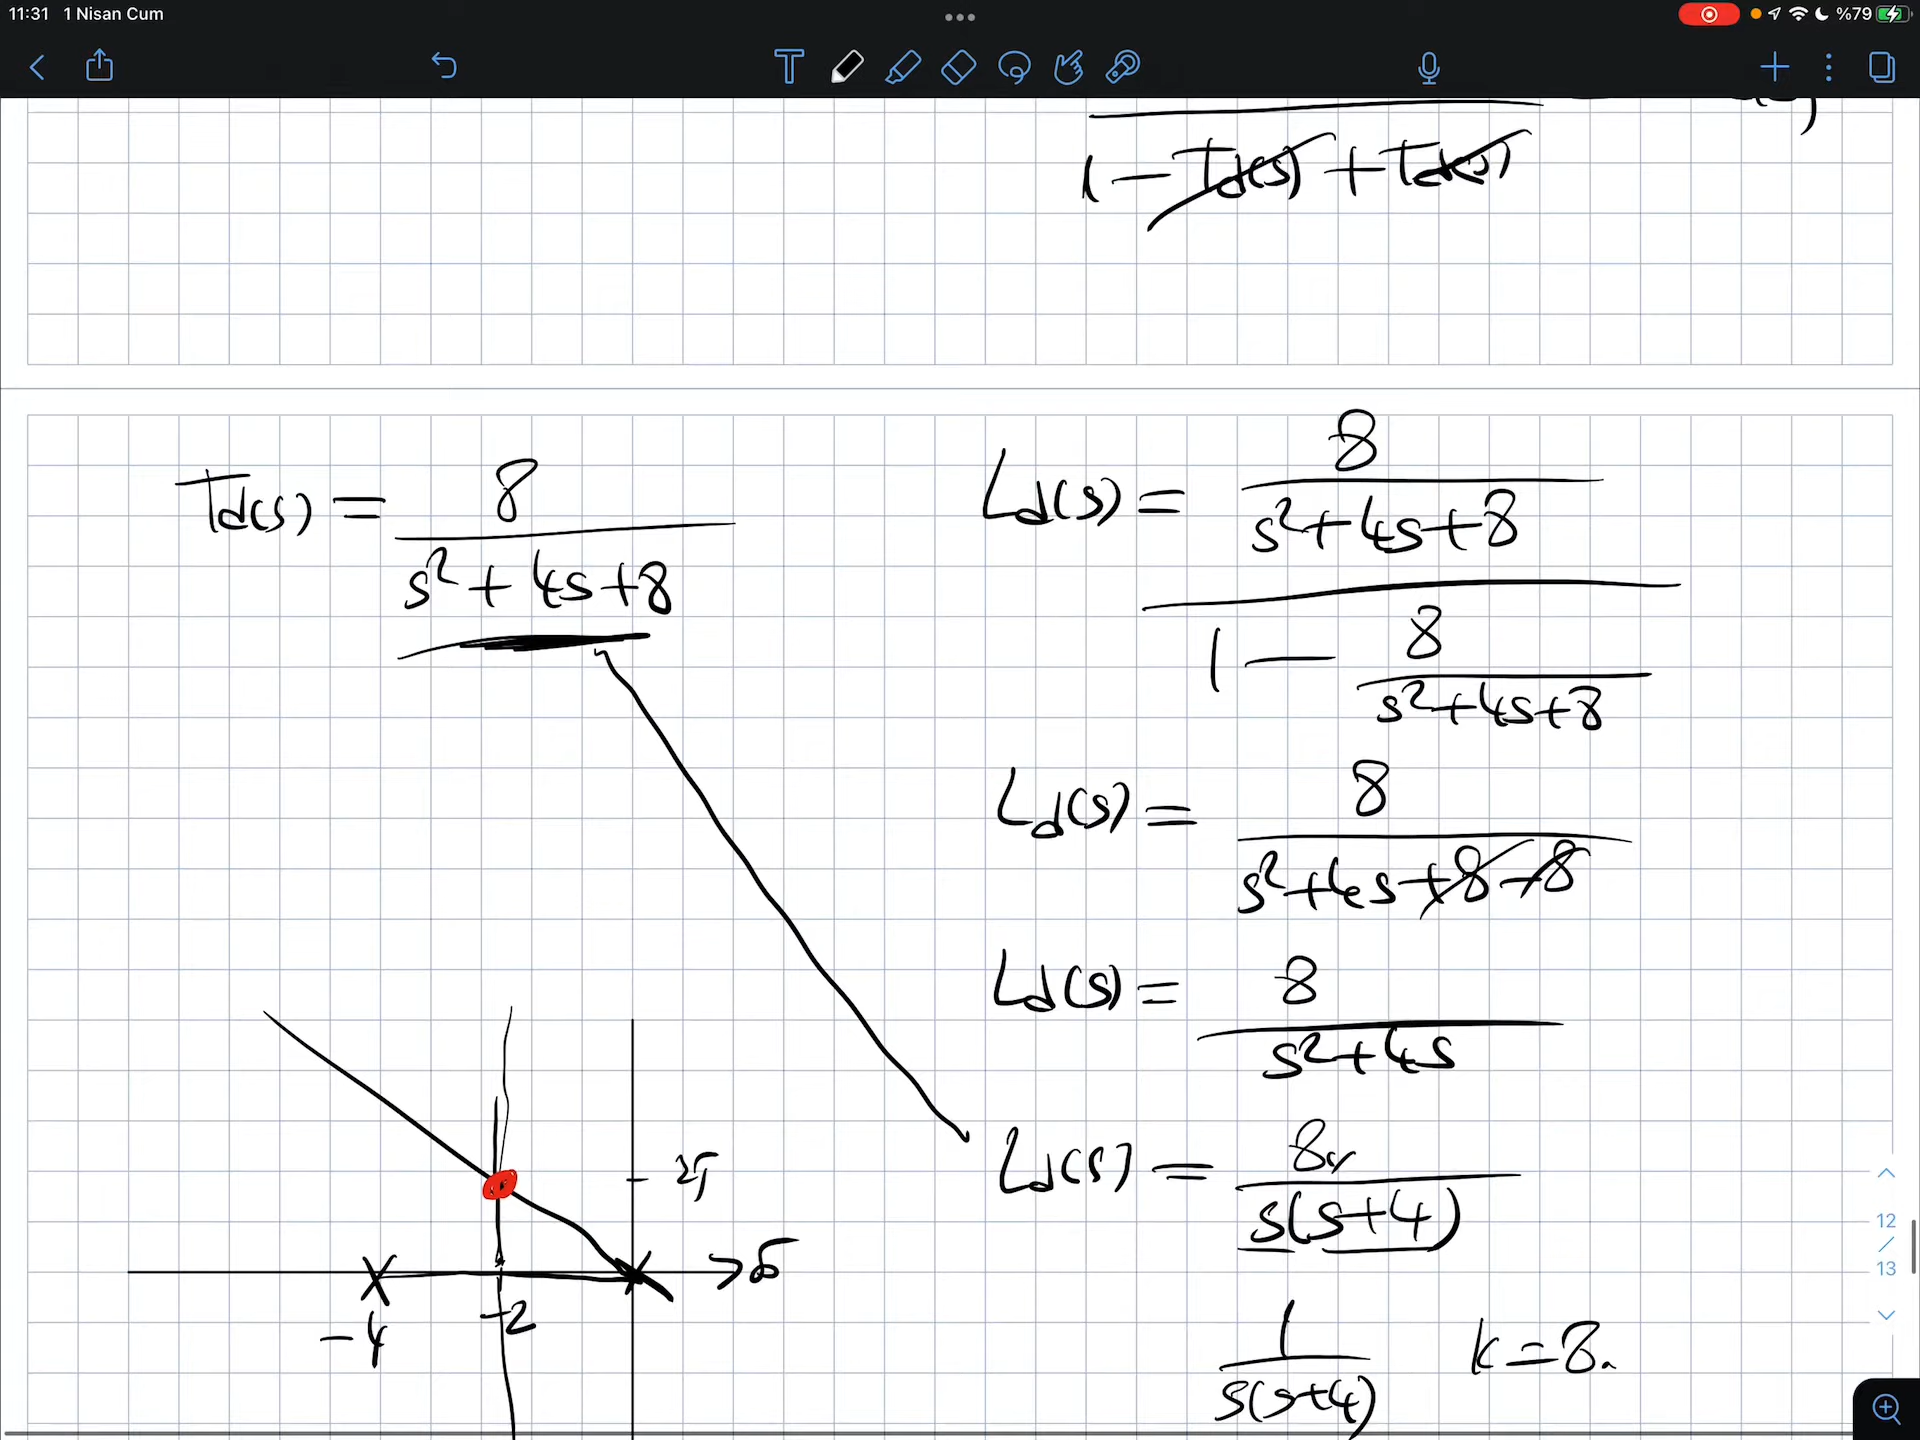 11:31 1 Nisan Cum
%79
1 - Td(s) + Td(s)
Td(s) = 8
s² + 4s + 8
Ld(s) = 8
s² + 4s + 8
1 - 8
s² + 4s + 8
Ld(s) = 8
s² + 4s + 8 - 8
Ld(s) = 8
s² + 4s
Ld(s) = 8
s(s+4)
1
s(s+4)
k = 8
2j
σ
-4
-2
12
/
13